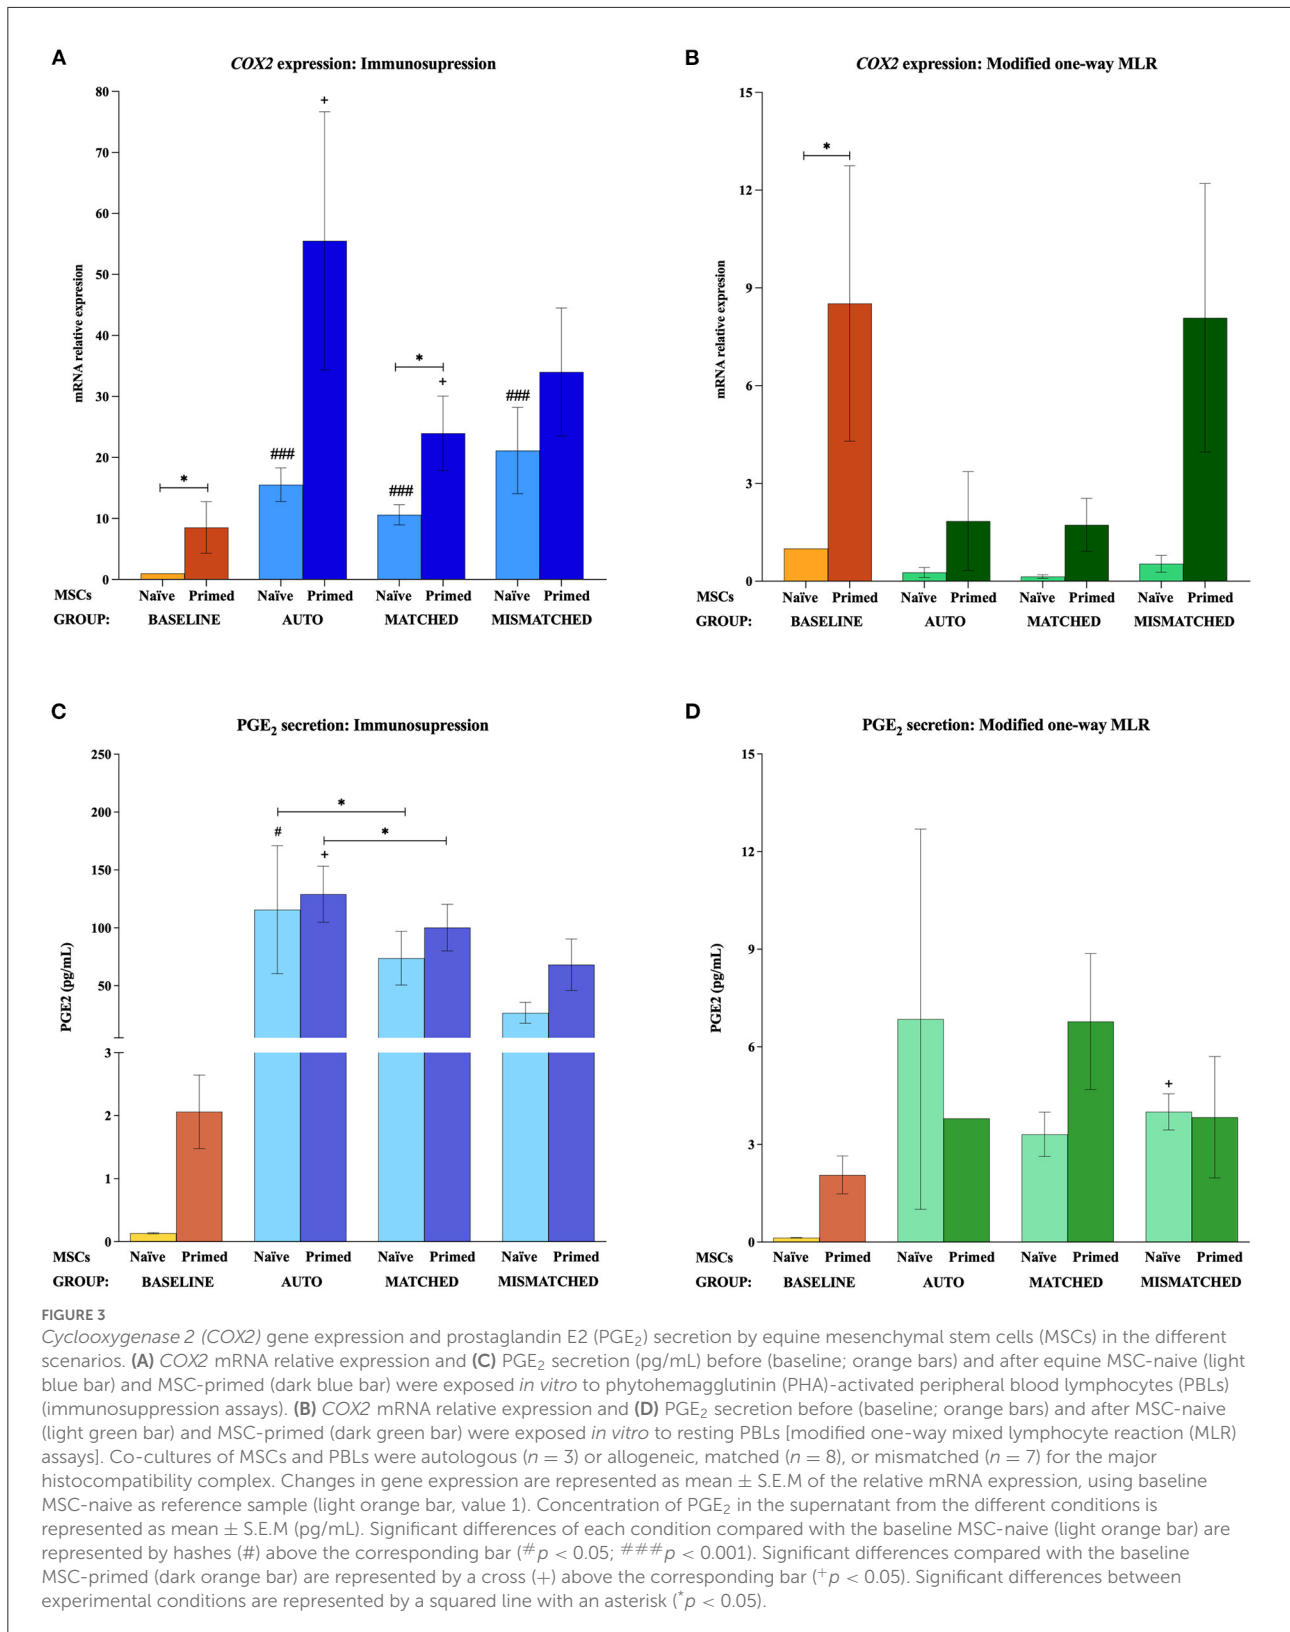 A
COX2 expression: Immunosupression
80
70
60
50
40
30
20
10
0
mRNA relative expresion
*
###
+
###
*
+
###
MSCs Naïve Primed Naïve Primed Naïve Primed Naïve Primed
GROUP: BASELINE AUTO MATCHED MISMATCHED
B
COX2 expression: Modified one-way MLR
15
12
9
6
3
0
mRNA relative expresion
*
MSCs Naïve Primed Naïve Primed Naïve Primed Naïve Primed
GROUP: BASELINE AUTO MATCHED MISMATCHED
C
PGE2 secretion: Immunosupression
250
200
150
100
50
3
2
1
0
PGE2 (pg/mL)
*
*
#
+
MSCs Naïve Primed Naïve Primed Naïve Primed Naïve Primed
GROUP: BASELINE AUTO MATCHED MISMATCHED
D
PGE2 secretion: Modified one-way MLR
15
12
9
6
3
0
PGE2 (pg/mL)
+
MSCs Naïve Primed Naïve Primed Naïve Primed Naïve Primed
GROUP: BASELINE AUTO MATCHED MISMATCHED
FIGURE 3
Cyclooxygenase 2 (COX2) gene expression and prostaglandin E2 (PGE2) secretion by equine mesenchymal stem cells (MSCs) in the different
scenarios. (A) COX2 mRNA relative expression and (C) PGE2 secretion (pg/mL) before (baseline; orange bars) and after equine MSC-naive (light
blue bar) and MSC-primed (dark blue bar) were exposed in vitro to phytohemagglutinin (PHA)-activated peripheral blood lymphocytes (PBLs)
(immunosuppression assays). (B) COX2 mRNA relative expression and (D) PGE2 secretion before (baseline; orange bars) and after MSC-naive
(light green bar) and MSC-primed (dark green bar) were exposed in vitro to resting PBLs [modified one-way mixed lymphocyte reaction (MLR)
assays]. Co-cultures of MSCs and PBLs were autologous (n = 3) or allogeneic, matched (n = 8), or mismatched (n = 7) for the major
histocompatibility complex. Changes in gene expression are represented as mean ± S.E.M of the relative mRNA expression, using baseline
MSC-naive as reference sample (light orange bar, value 1). Concentration of PGE2 in the supernatant from the different conditions is
represented as mean ± S.E.M (pg/mL). Significant differences of each condition compared with the baseline MSC-naive (light orange bar) are
represented by hashes (#) above the corresponding bar (#p < 0.05; ###p < 0.001). Significant differences compared with the baseline
MSC-primed (dark orange bar) are represented by a cross (+) above the corresponding bar (+p < 0.05). Significant differences between
experimental conditions are represented by a squared line with an asterisk (*p < 0.05).